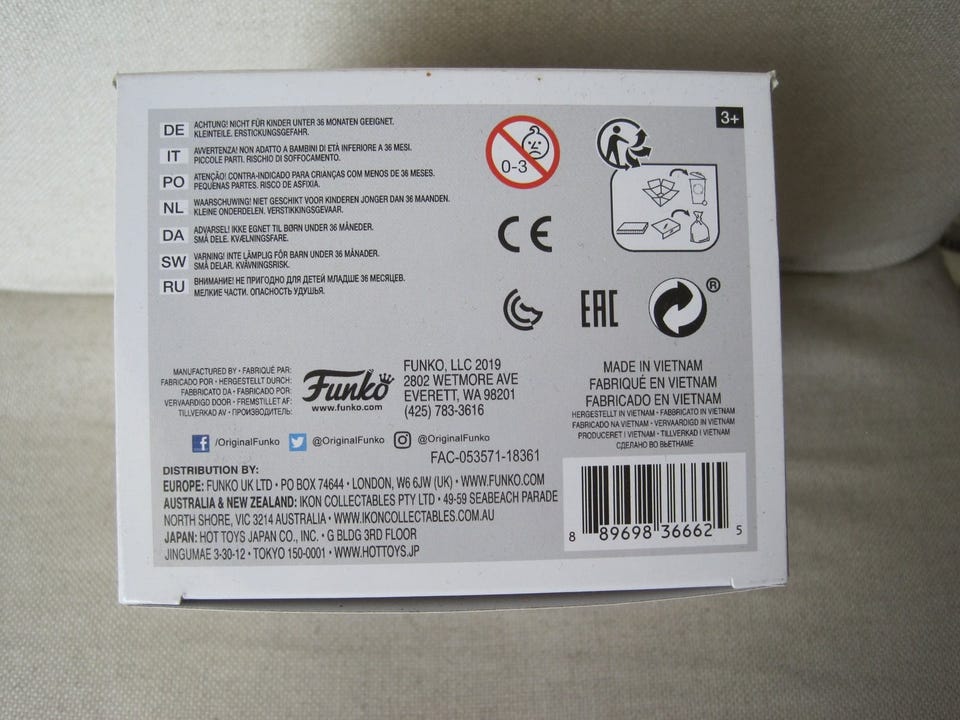 3+
DE ACHTUNG! NICHT FÜR KINDER UNTER 36 MONATEN GEEIGNET.
KLEINTEILE. ERSTICKUNGSGEFAHR.
IT AVVERTENZA! NON ADATTO A BAMBINI DI ETÀ INFERIORE A 36 MESI.
PICCOLE PARTI. RISCHIO DI SOFFOCAMENTO.
PO ATENÇÃO! CONTRA-INDICADO PARA CRIANÇAS COM MENOS DE 36 MESES.
PEQUENAS PARTES. RISCO DE ASFIXIA.
NL WAARSCHUWING! NIET GESCHIKT VOOR KINDEREN JONGER DAN 36 MAANDEN.
KLEINE ONDERDELEN. VERSTIKKINGSGEVAAR.
DA ADVARSEL! IKKE EGNET TIL BØRN UNDER 36 MÅNEDER.
SMÅ DELE. KVÆLNINGSFARE.
SW VARNING! INTE LÄMPLIG FÖR BARN UNDER 36 MÅNADER.
SMÅ DELAR. KVÄVNINGSRISK.
RU ВНИМАНИЕ! НЕ ПРИГОДНО ДЛЯ ДЕТЕЙ МЛАДШЕ 36 МЕСЯЦЕВ.
МЕЛКИЕ ЧАСТИ. ОПАСНОСТЬ УДУШЬЯ.
0-3
CE
EAC
®
MANUFACTURED BY • FABRIQUÉ PAR:
FABRICADO POR • HERGESTELLT DURCH:
FABBRICATO DA • FABRICADO POR:
VERVAARDIGD DOOR • FREMSTILLET AF:
TILLVERKAD AV • ПРОИЗВОДИТЕЛЬ:
Funko
www.funko.com
FUNKO, LLC 2019
2802 WETMORE AVE
EVERETT, WA 98201
(425) 783-3616
MADE IN VIETNAM
FABRIQUÉ EN VIETNAM
FABRICADO EN VIETNAM
HERGESTELLT IN VIETNAM • FABBRICATO IN VIETNAM
FABRICADO NA VIETNAM • VERVAARDIGD IN VIETNAM
PRODUCERET I VIETNAM • TILLVERKAD I VIETNAM
СДЕЛАНО ВО ВЬЕТНАМЕ
/OriginalFunko @OriginalFunko @OriginalFunko
FAC-053571-18361
DISTRIBUTION BY:
EUROPE: FUNKO UK LTD • PO BOX 74644 • LONDON, W6 6JW (UK) • WWW.FUNKO.COM
AUSTRALIA & NEW ZEALAND: IKON COLLECTABLES PTY LTD • 49-59 SEABEACH PARADE
NORTH SHORE, VIC 3214 AUSTRALIA • WWW.IKONCOLLECTABLES.COM.AU
JAPAN: HOT TOYS JAPAN CO., INC. • G BLDG 3RD FLOOR
JINGUMAE 3-30-12 • TOKYO 150-0001 • WWW.HOTTOYS.JP
8 89698 36662 5